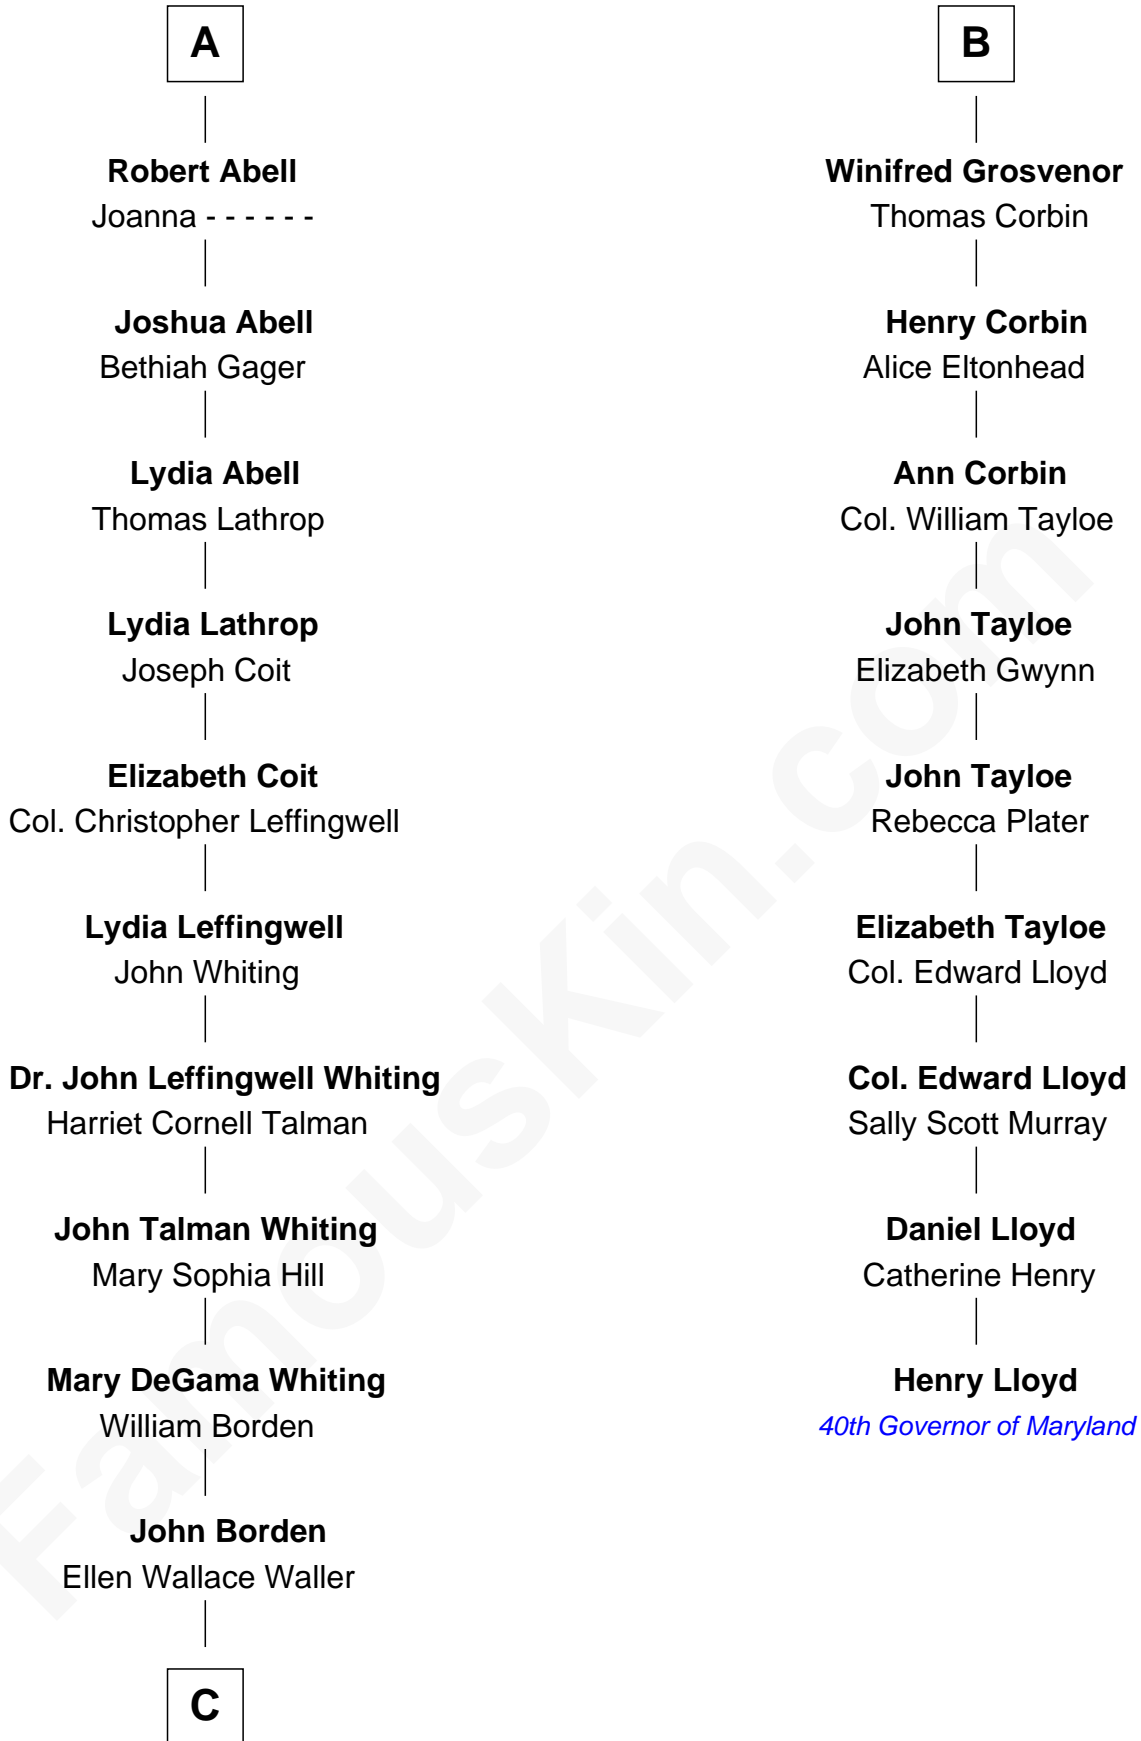 A
Robert Abell
Joanna - - - - - -
Joshua Abell
Bethiah Gager
Lydia Abell
Thomas Lathrop
Lydia Lathrop
Joseph Coit
Elizabeth Coit
Col. Christopher Leffingwell
Lydia Leffingwell
John Whiting
Dr. John Leffingwell Whiting
Harriet Cornell Talman
John Talman Whiting
Mary Sophia Hill
Mary DeGama Whiting
William Borden
John Borden
Ellen Wallace Waller
C
B
Winifred Grosvenor
Thomas Corbin
Henry Corbin
Alice Eltonhead
Ann Corbin
Col. William Tayloe
John Tayloe
Elizabeth Gwynn
John Tayloe
Rebecca Plater
Elizabeth Tayloe
Col. Edward Lloyd
Col. Edward Lloyd
Sally Scott Murray
Daniel Lloyd
Catherine Henry
Henry Lloyd
40th Governor of Maryland
FamousKin.com